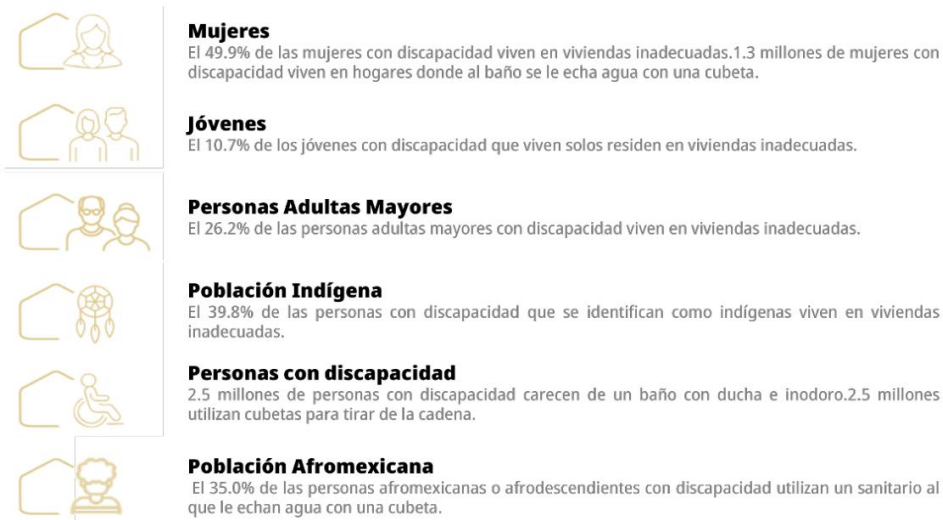 Mujeres
El 49.9% de las mujeres con discapacidad viven en viviendas inadecuadas.1.3 millones de mujeres con
discapacidad viven en hogares donde al baño se le echa agua con una cubeta.
Jóvenes
El 10.7% de los jóvenes con discapacidad que viven solos residen en viviendas inadecuadas.
Personas Adultas Mayores
El 26.2% de las personas adultas mayores con discapacidad viven en viviendas inadecuadas.
Población Indígena
El 39.8% de las personas con discapacidad que se identifican como indígenas viven en viviendas
inadecuadas.
Personas con discapacidad
2.5 millones de personas con discapacidad carecen de un baño con ducha e inodoro.2.5 millones
utilizan cubetas para tirar de la cadena.
Población Afromexicana
El 35.0% de las personas afromexicanas o afrodescendientes con discapacidad utilizan un sanitario al
que le echan agua con una cubeta.